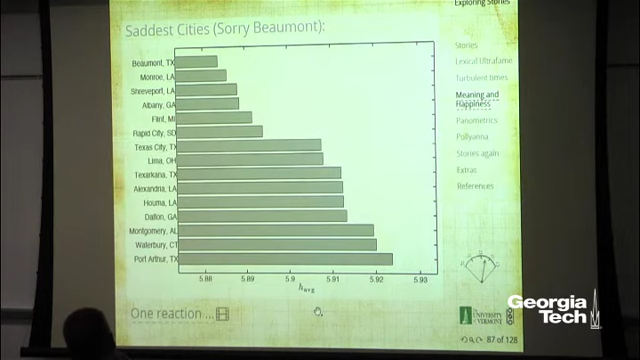 Exploring Stories
Saddest Cities (Sorry Beaumont):
Stories
Lexical Ultrafame
Turbulent times
Meaning and
Happiness
Panometrics
Pollyanna
Stories again
Extras
References
Beaumont, TX
Monroe, LA
Shreveport, LA
Albany, GA
Flint, MI
Rapid City, SD
Texas City, TX
Lima, OH
Texarkana, TX
Alexandria, LA
Houma, LA
Dalton, GA
Montgomery, AL
Waterbury, CT
Port Arthur, TX
5.88 5.89 5.9 5.91 5.92 5.93
havg
One reaction...
UNIVERSITY
of VERMONT
87 of 128
Georgia
Tech